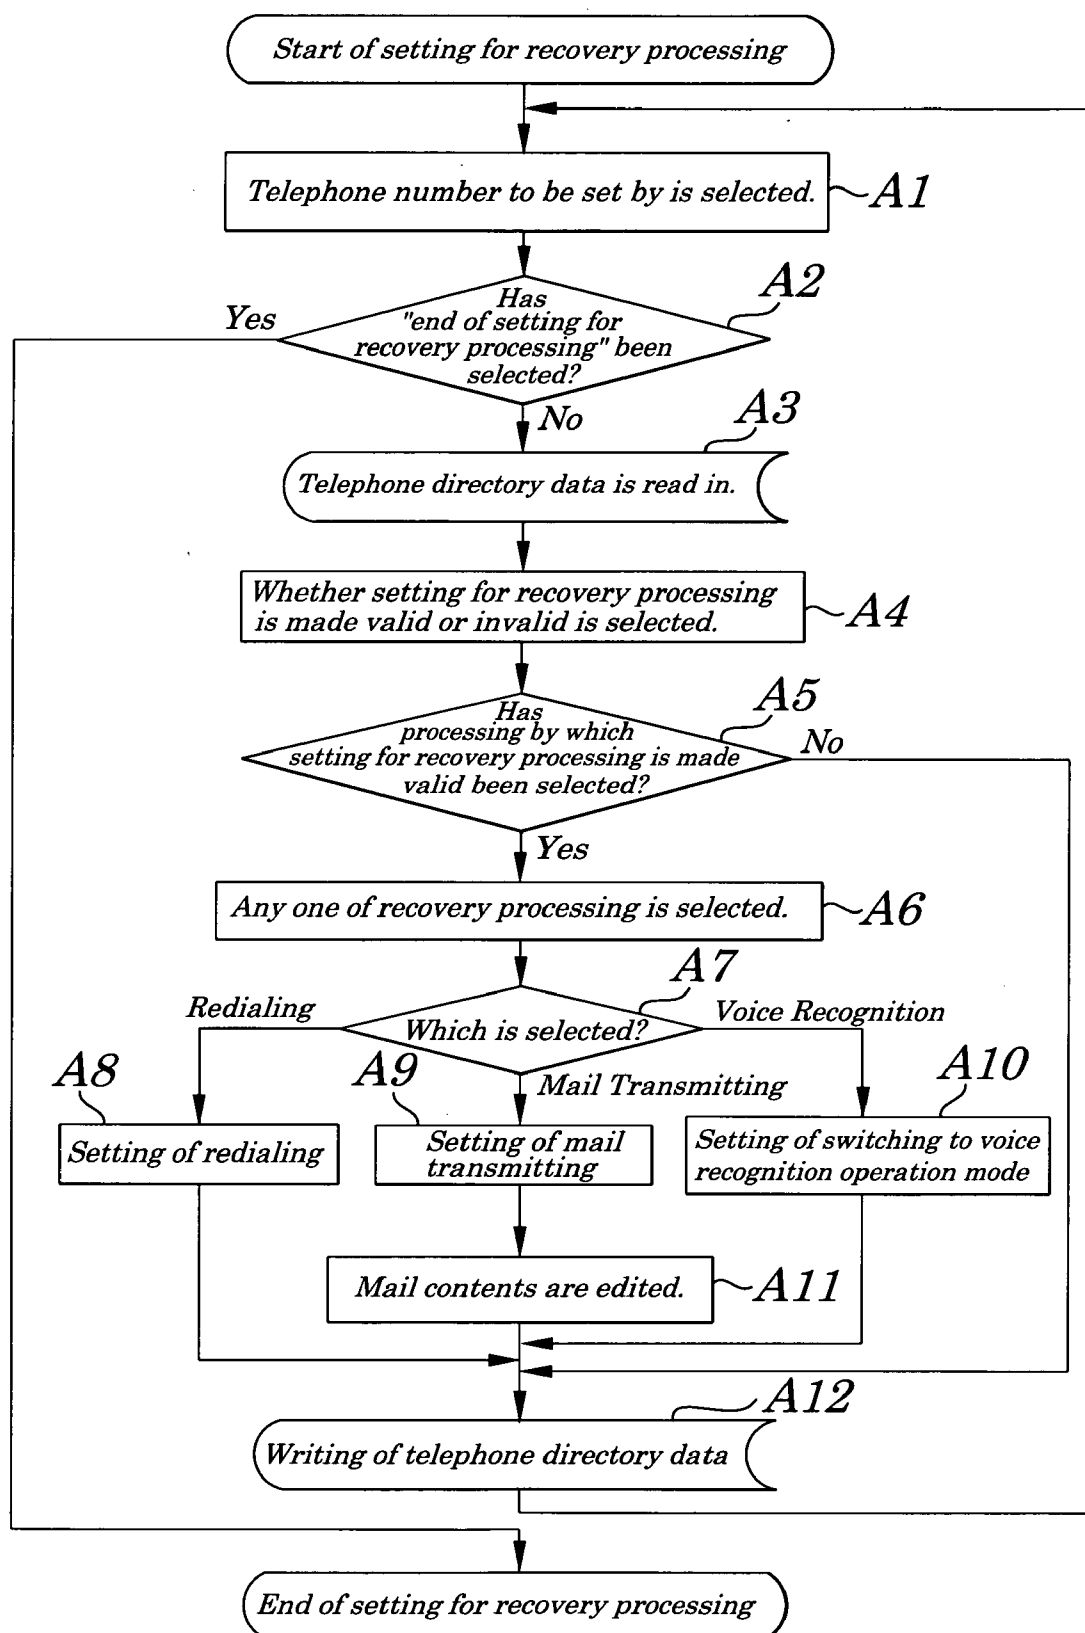 Start of setting for recovery processing
Telephone number to be set by is selected.
A1
A2
Has
"end of setting for
recovery processing" been
selected?
Yes
No
A3
Telephone directory data is read in.
Whether setting for recovery processing
is made valid or invalid is selected.
A4
A5
Has
processing by which
setting for recovery processing is made
valid been selected?
No
Yes
Any one of recovery processing is selected.
A6
A7
Which is selected?
Redialing
Voice Recognition
Mail Transmitting
A8
Setting of redialing
A9
Setting of mail
transmitting
A10
Setting of switching to voice
recognition operation mode
Mail contents are edited.
A11
A12
Writing of telephone directory data
End of setting for recovery processing